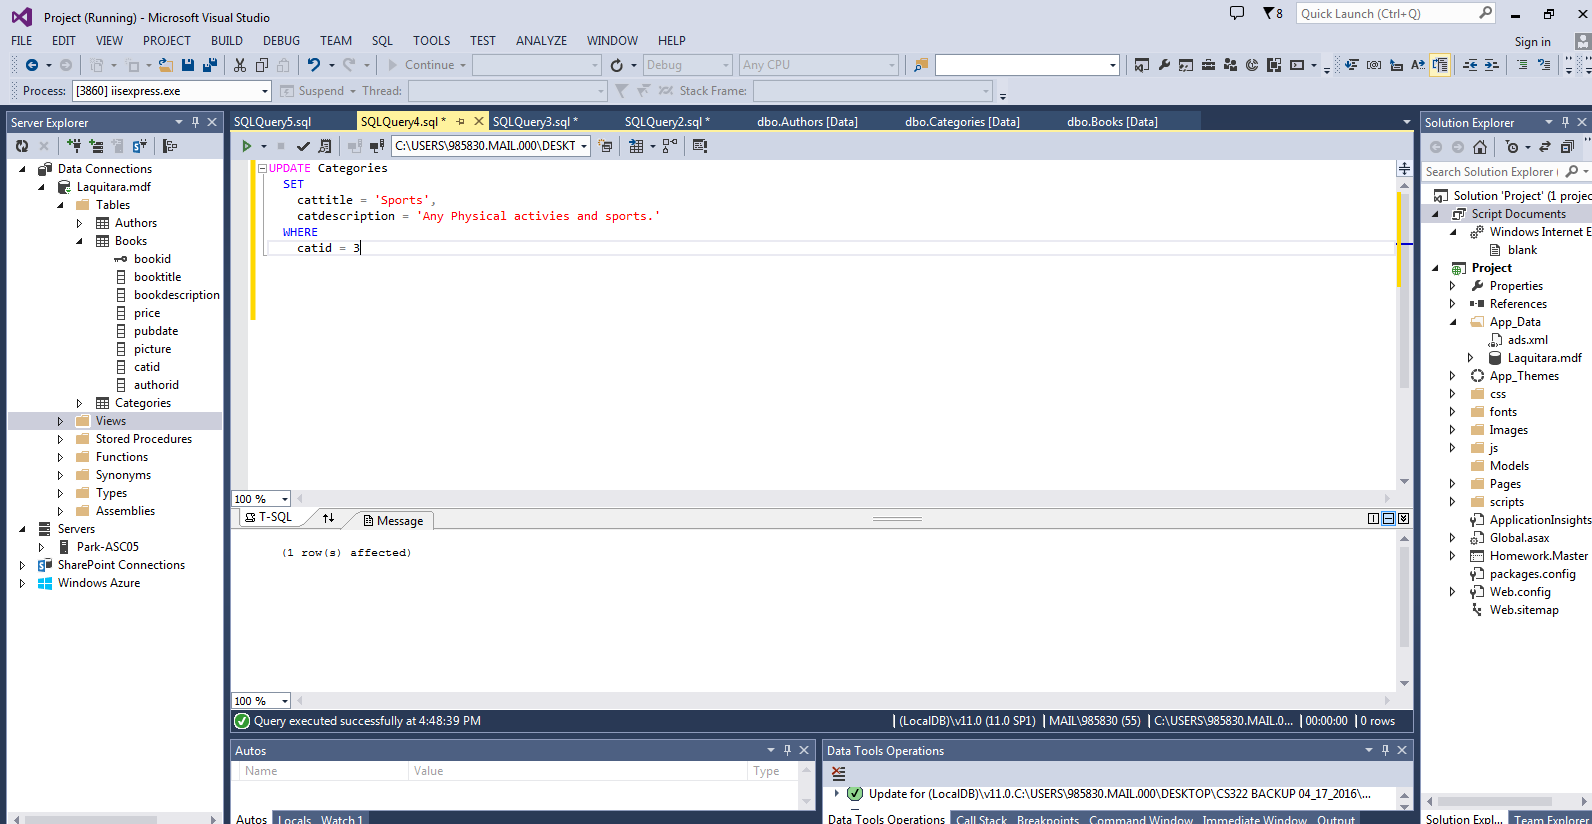 Project (Running) - Microsoft Visual Studio
8
Quick Launch (Ctrl+Q)
FILE EDIT VIEW PROJECT BUILD DEBUG TEAM SQL TOOLS TEST ANALYZE WINDOW HELP
Sign in
Continue
Debug
Any CPU
Process: [3860] iisexpress.exe
Suspend
Thread:
Stack Frame:
Server Explorer
Data Connections
Laquitara.mdf
Tables
Authors
Books
bookid
booktitle
bookdescription
price
pubdate
picture
catid
authorid
Categories
Views
Stored Procedures
Functions
Synonyms
Types
Assemblies
Servers
Park-ASC05
SharePoint Connections
Windows Azure
SQLQuery5.sql SQLQuery4.sql * SQLQuery3.sql * SQLQuery2.sql * dbo.Authors [Data] dbo.Categories [Data] dbo.Books [Data]
C:\USERS\985830.MAIL.000\DESKT
UPDATE Categories
SET
cattitle = 'Sports',
catdescription = 'Any Physical activies and sports.'
WHERE
catid = 3
100 %
T-SQL
Message
(1 row(s) affected)
100 %
Query executed successfully at 4:48:39 PM
(LocalDB)\v11.0 (11.0 SP1)
MAIL\985830 (55)
C:\USERS\985830.MAIL.0...
00:00:00
0 rows
Autos
Name Value Type
Autos Locals Watch 1
Data Tools Operations
Update for (LocalDB)\v11.0.C:\USERS\985830.MAIL.000\DESKTOP\CS322 BACKUP 04_17_2016\...
Data Tools Operations Call Stack Breakpoints Command Window Immediate Window Output
Solution Explorer
Search Solution Explorer (
Solution 'Project' (1 projec
Script Documents
Windows Internet E
blank
Project
Properties
References
App_Data
ads.xml
Laquitara.mdf
App_Themes
css
fonts
Images
js
Models
Pages
scripts
ApplicationInsights
Global.asax
Homework.Master
packages.config
Web.config
Web.sitemap
Solution Expl... Team Explorer